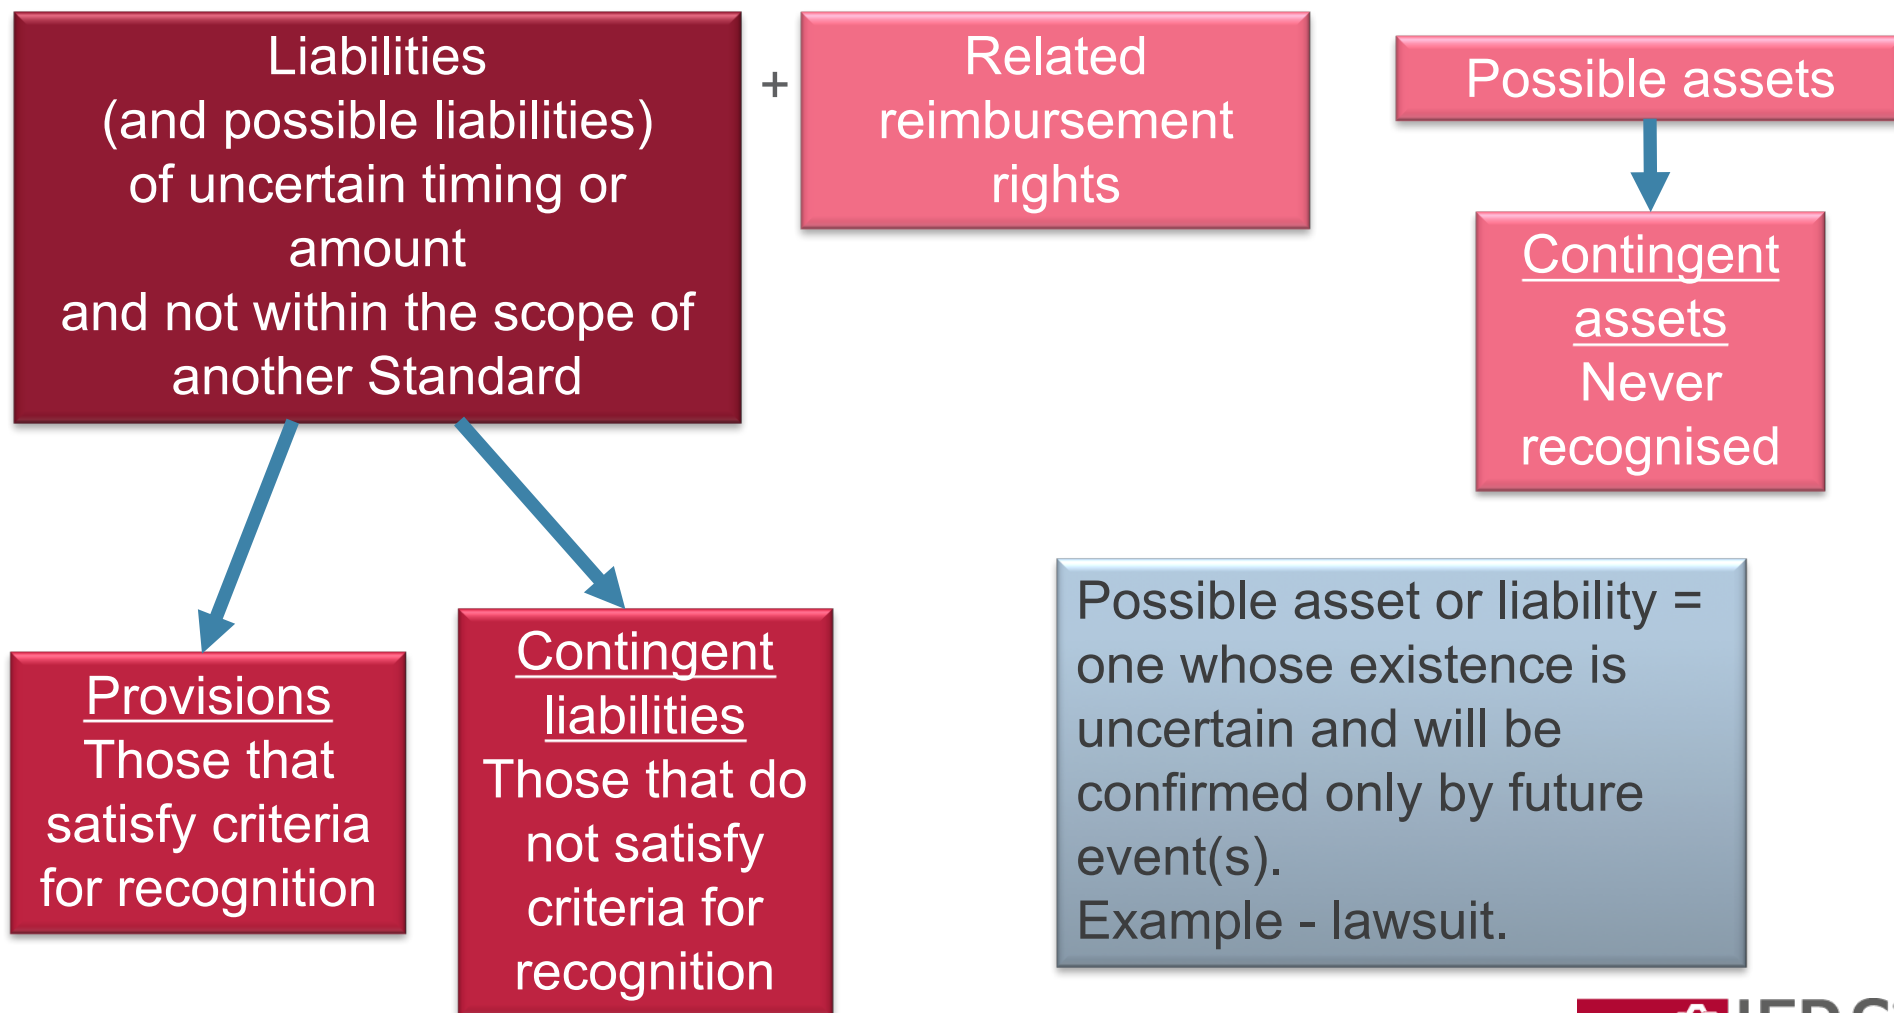 Liabilities
(and possible liabilities)
of uncertain timing or
amount
and not within the scope of
another Standard
+
Related
reimbursement
rights
Possible assets
Contingent
assets
Never
recognised
Provisions
Those that
satisfy criteria
for recognition
Contingent
liabilities
Those that do
not satisfy
criteria for
recognition
Possible asset or liability =
one whose existence is
uncertain and will be
confirmed only by future
event(s).
Example - lawsuit.